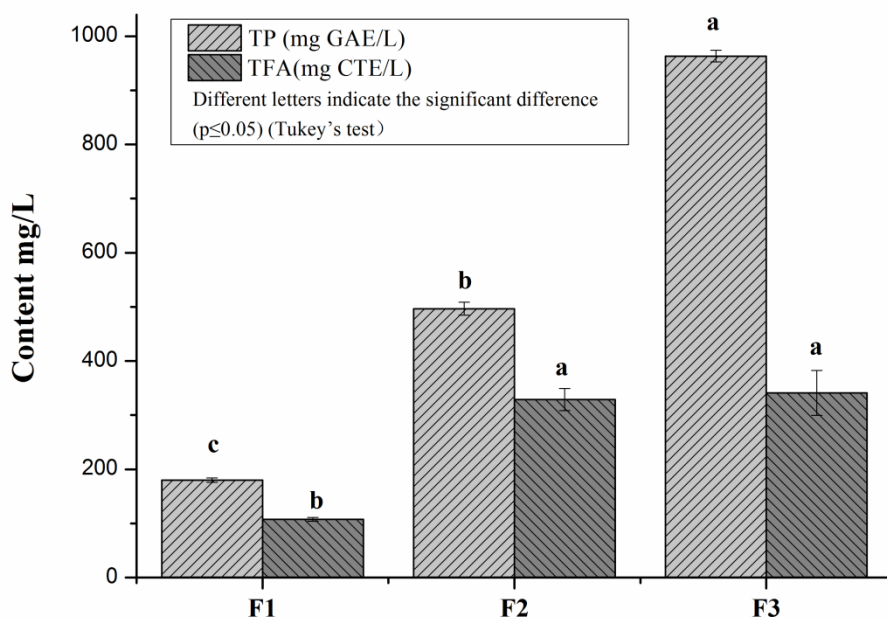 TP (mg GAE/L)
TFA(mg CTE/L)
Different letters indicate the significant difference
(p≤0.05) (Tukey’s test）
Content mg/L
1000
800
600
400
200
0
c
b
b
a
a
a
F1
F2
F3